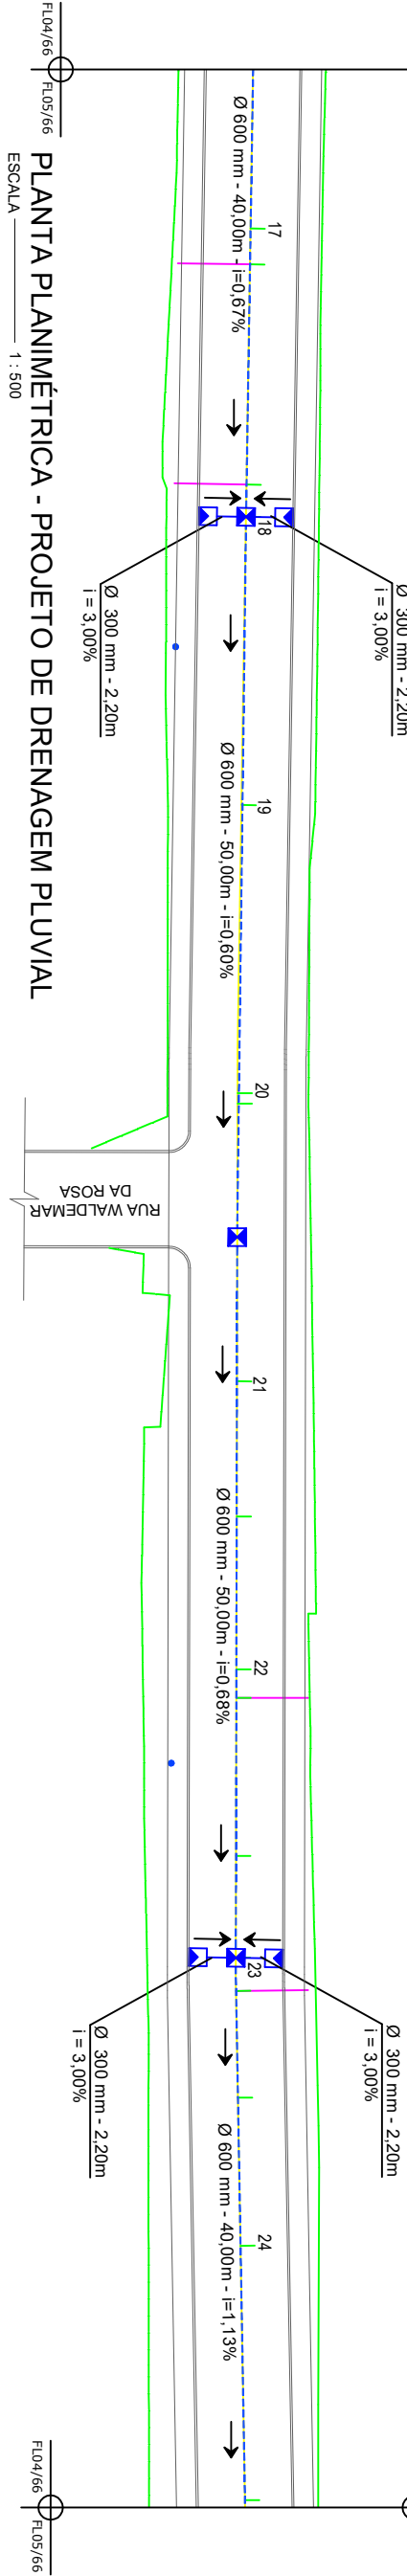 FL04/66
FL05/66
Ø 600 mm - 40,00m - i=0,67%
17
18
Ø 300 mm - 2,20m
i = 3,00%
Ø 300 mm - 2,20m
i = 3,00%
Ø 600 mm - 50,00m - i=0,60%
19
20
RUA WALDEMAR
DA ROSA
21
Ø 600 mm - 50,00m - i=0,68%
22
23
Ø 300 mm - 2,20m
i = 3,00%
Ø 300 mm - 2,20m
i = 3,00%
Ø 600 mm - 40,00m - i=1,13%
24
FL04/66
FL05/66
PLANTA PLANIMÉTRICA - PROJETO DE DRENAGEM PLUVIAL
ESCALA 1 : 500